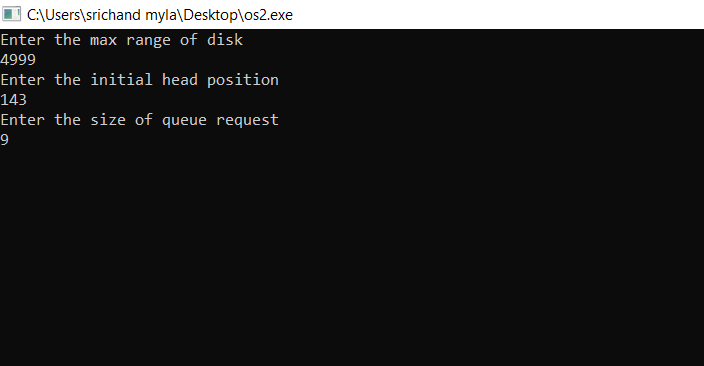 C:\Users\srichand myla\Desktop\os2.exe
Enter the max range of disk
4999
Enter the initial head position
143
Enter the size of queue request
9